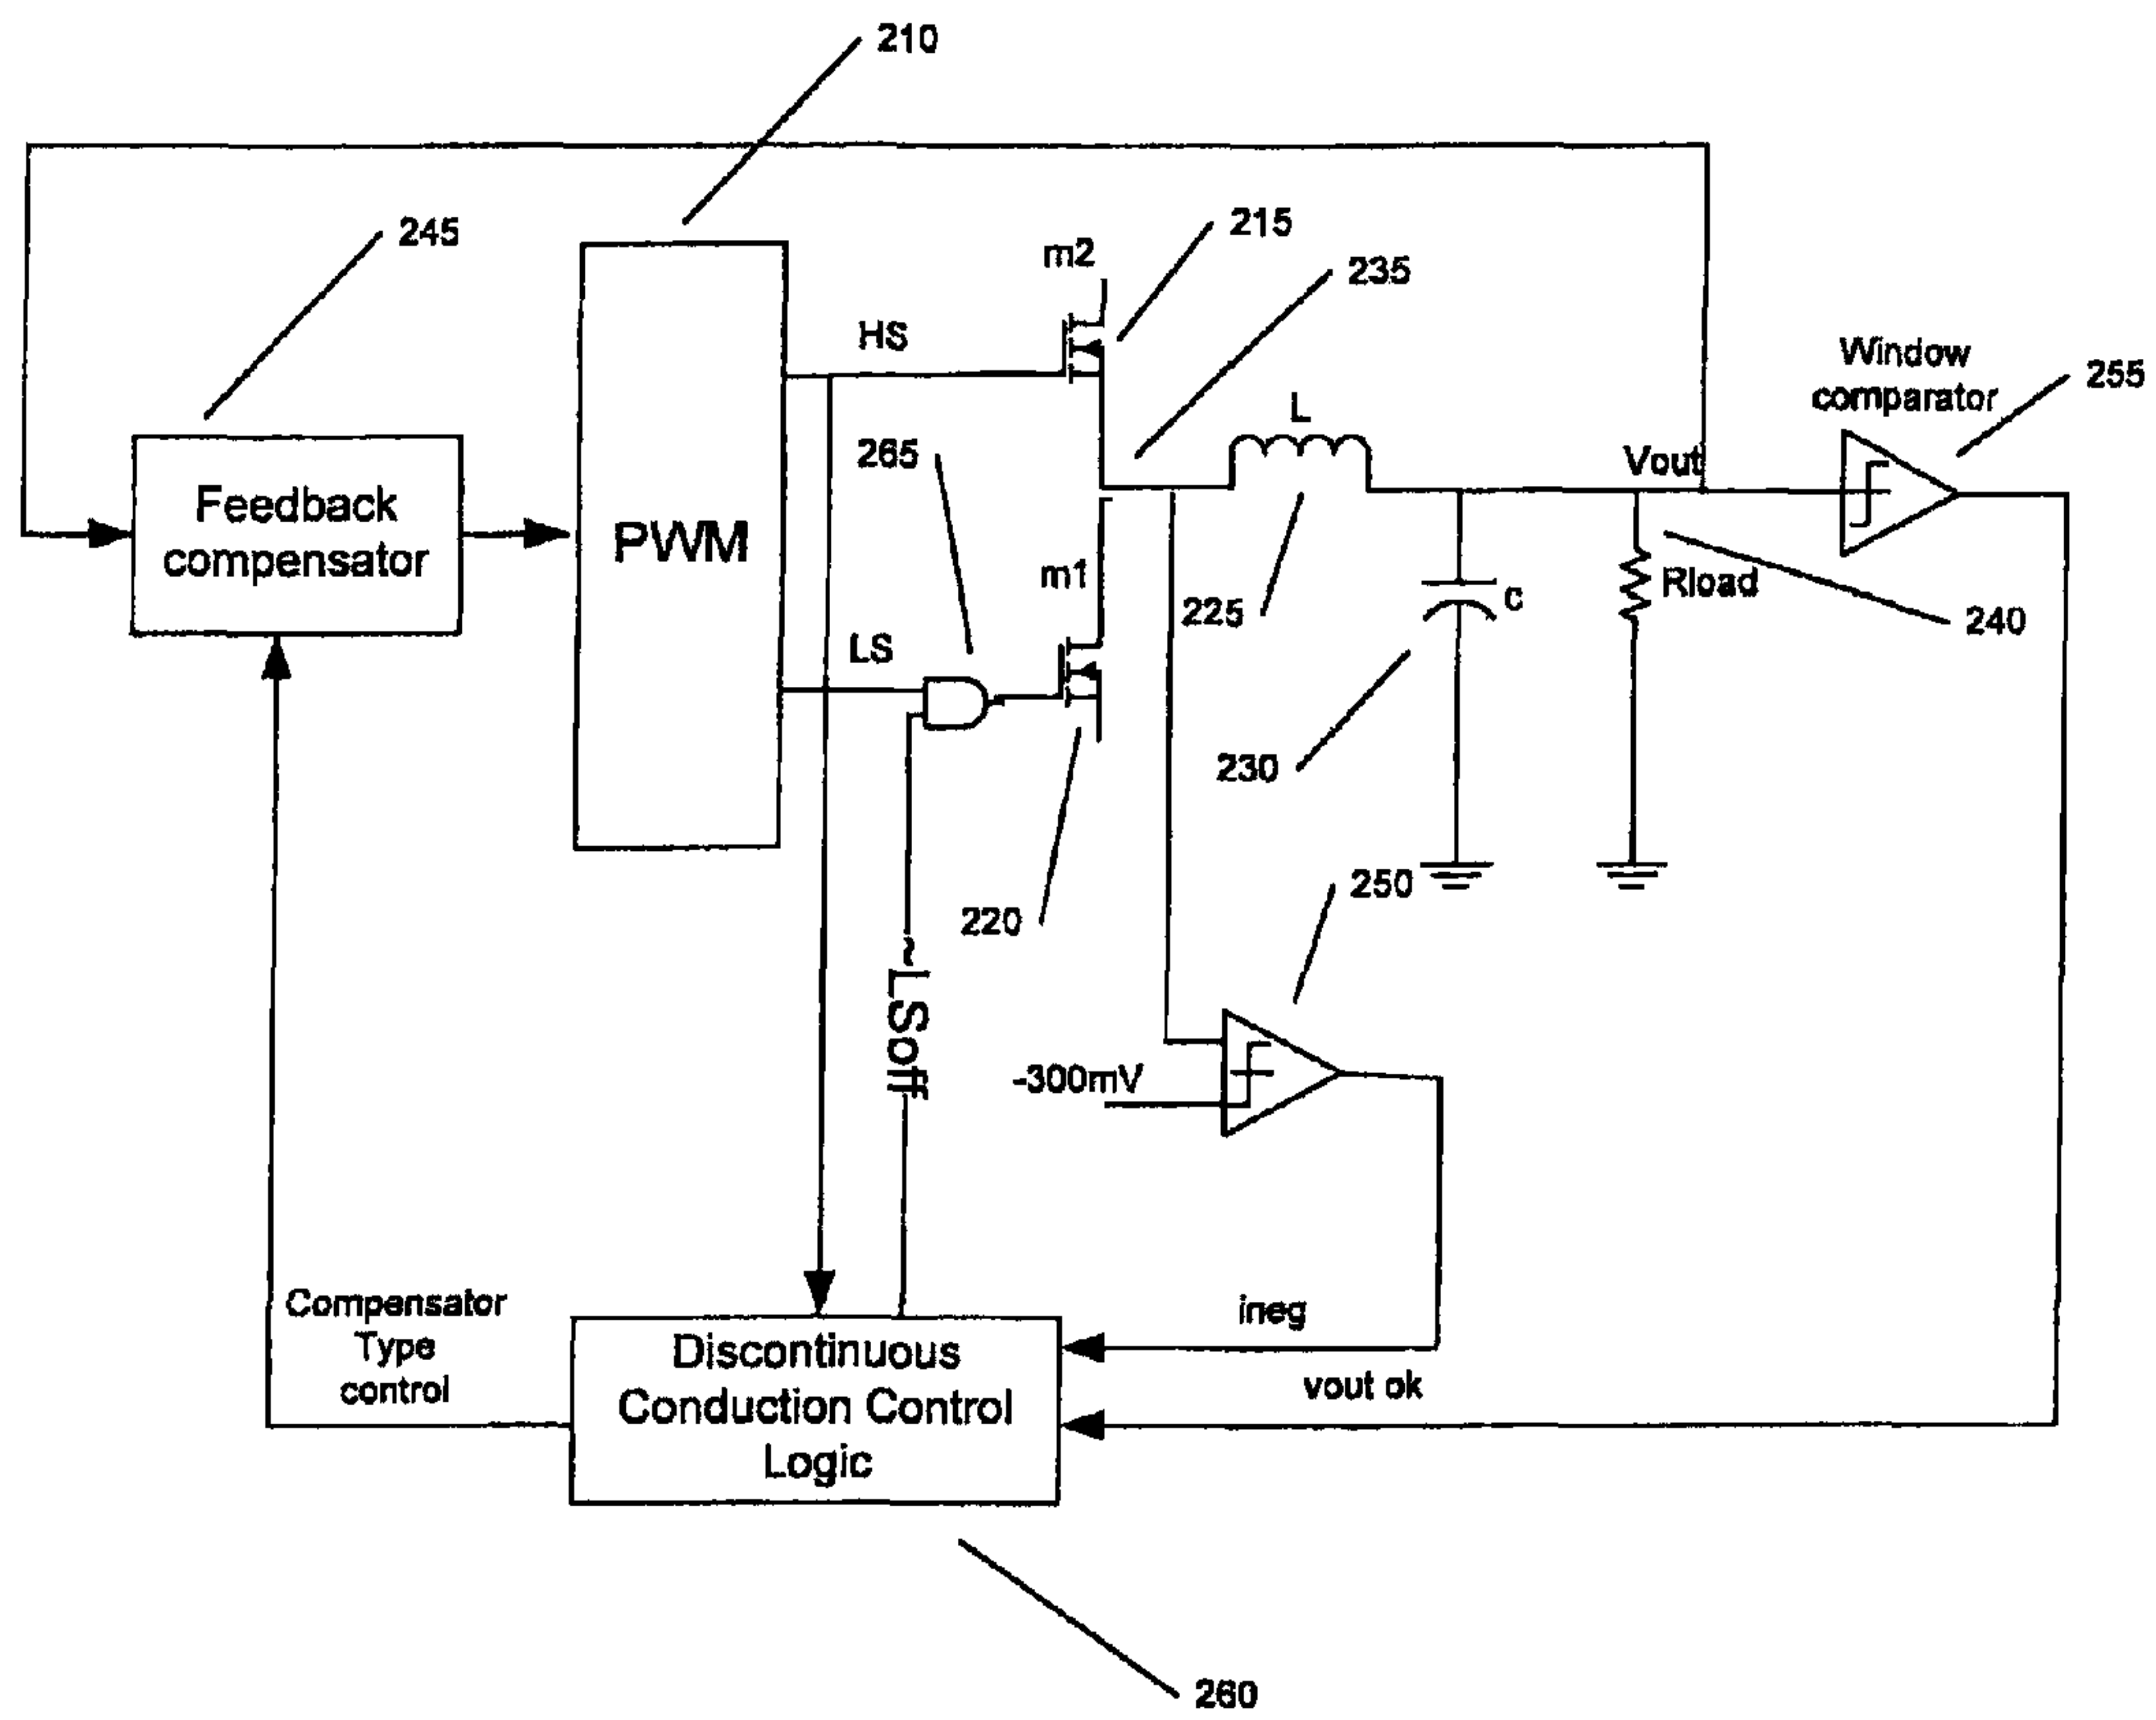 210
245
215
m2
235
HS
Window
comparator
255
L
265
Vout
Feedback
compensator
PWM
m1
225
Rload
C
240
LS
230
220
250
~LSoff
-300mV
Compensator
Type
control
ineg
Discontinuous
Conduction Control
Logic
vout ok
260